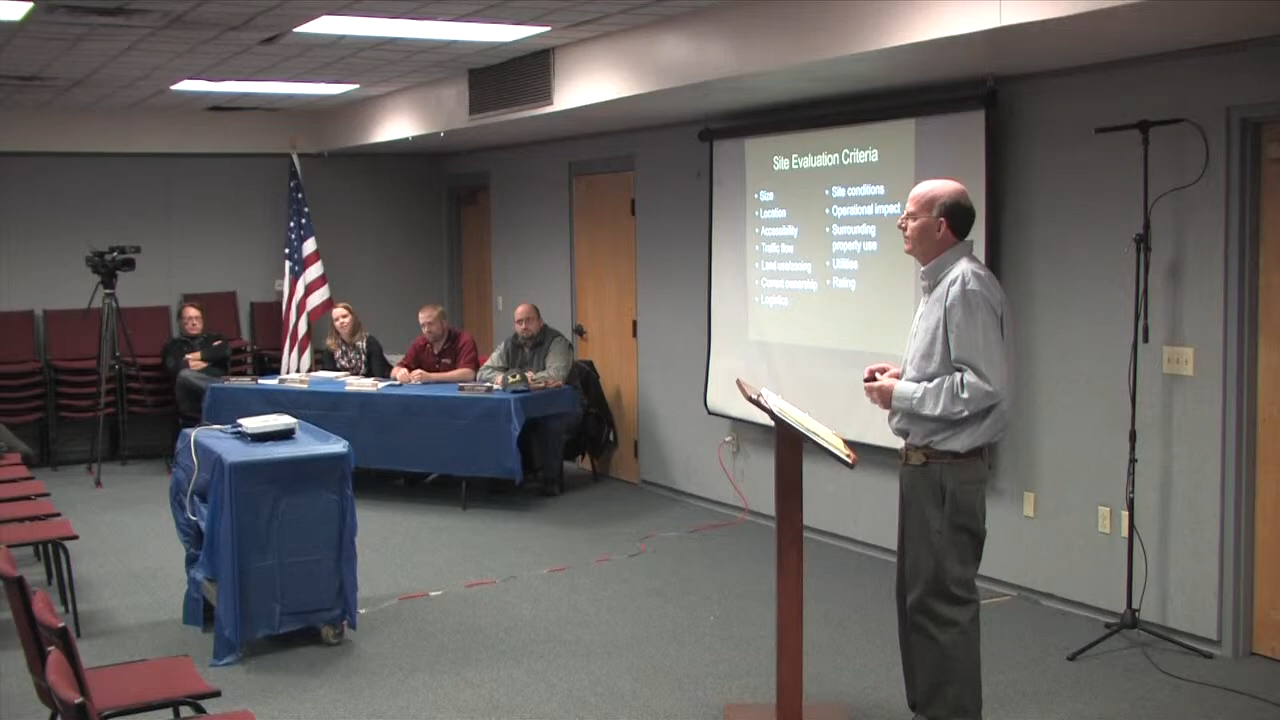 Site Evaluation Criteria
• Size
• Location
• Accessibility
• Traffic flow
• Land use/zoning
• Current ownership
• Logistics
• Site conditions
• Operational impact
• Surrounding
property use
• Utilities
• Rating